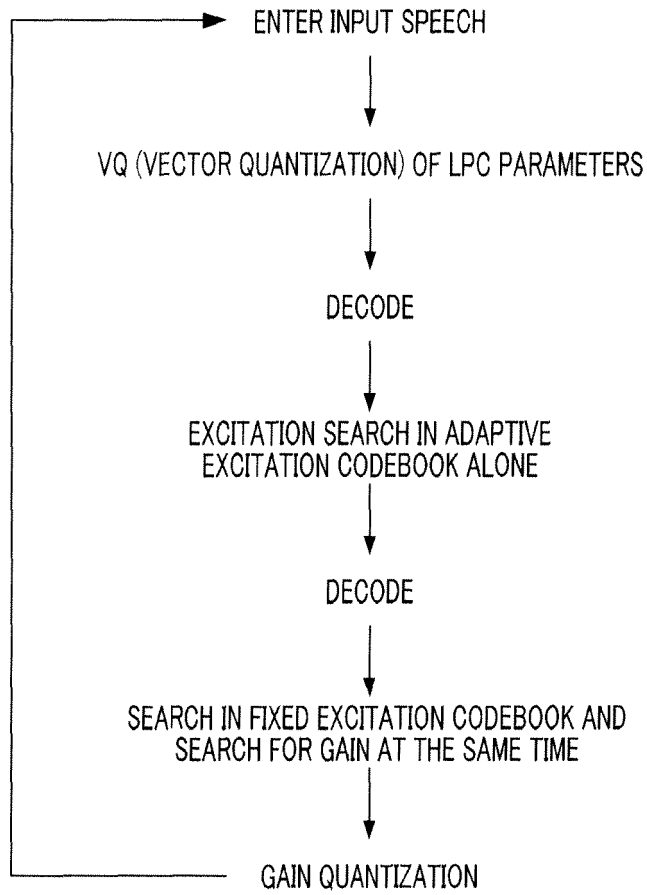 ENTER INPUT SPEECH
VQ (VECTOR QUANTIZATION) OF LPC PARAMETERS
DECODE
EXCITATION SEARCH IN ADAPTIVE
EXCITATION CODEBOOK ALONE
DECODE
SEARCH IN FIXED EXCITATION CODEBOOK AND
SEARCH FOR GAIN AT THE SAME TIME
GAIN QUANTIZATION